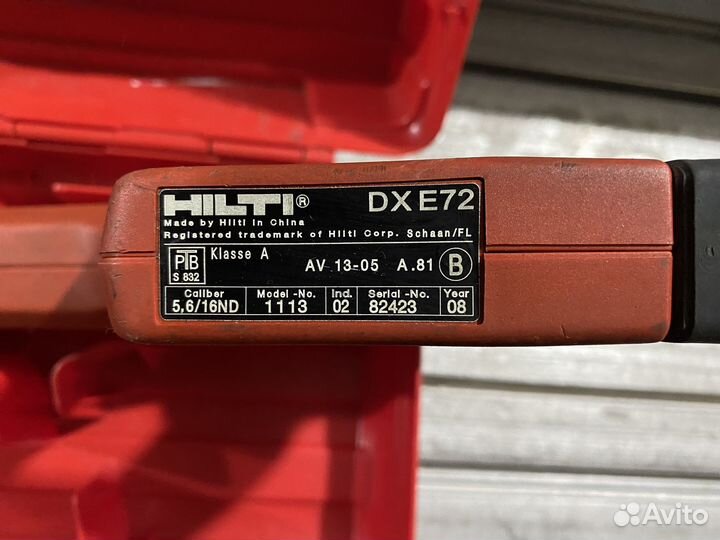 HILTI® DX E72
Made by Hilti in China
Registered trademark of Hilti Corp. Schaan/FL
PTB Klasse A
S 832 AV 13-05 A.81 B
Caliber Model -No. Ind. Serial -No. Year
5,6/16ND 1113 02 82423 08
Avito